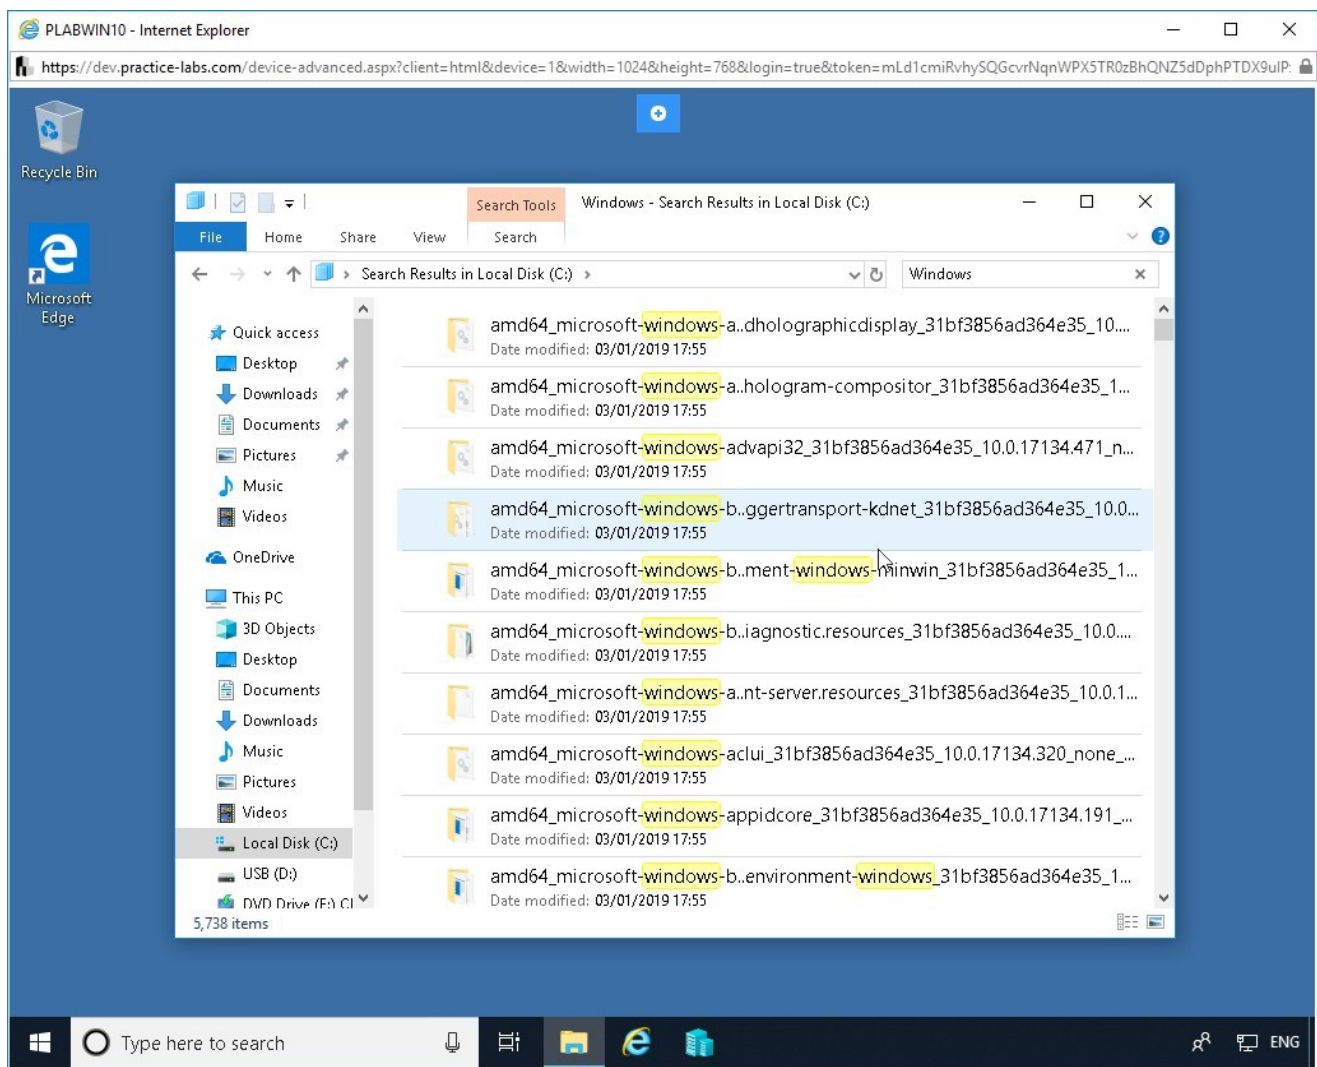 PLABWIN10 - Internet Explorer
https://dev.practice-labs.com/device-advanced.aspx?client=html&device=1&width=1024&height=768&login=true&token=mLd1cmiRvhySQGcvrNqnWPX5TR0zBhQNZ5dDphPTDX9uIP:
Recycle Bin
Microsoft
Edge
Search Tools
Windows - Search Results in Local Disk (C:)
File Home Share View Search
Search Results in Local Disk (C:)
Windows
Quick access
Desktop
Downloads
Documents
Pictures
Music
Videos
OneDrive
This PC
3D Objects
Desktop
Documents
Downloads
Music
Pictures
Videos
Local Disk (C:)
USB (D:)
DVD Drive (E:) CI
amd64_microsoft-windows-a..dholographicdisplay_31bf3856ad364e35_10....
Date modified: 03/01/2019 17:55
amd64_microsoft-windows-a..hologram-compositor_31bf3856ad364e35_1...
Date modified: 03/01/2019 17:55
amd64_microsoft-windows-advapi32_31bf3856ad364e35_10.0.17134.471_n...
Date modified: 03/01/2019 17:55
amd64_microsoft-windows-b..ggertransport-kdnet_31bf3856ad364e35_10.0...
Date modified: 03/01/2019 17:55
amd64_microsoft-windows-b..ment-windows-minwin_31bf3856ad364e35_1...
Date modified: 03/01/2019 17:55
amd64_microsoft-windows-b..iagnostic.resources_31bf3856ad364e35_10.0....
Date modified: 03/01/2019 17:55
amd64_microsoft-windows-a..nt-server.resources_31bf3856ad364e35_10.0.1...
Date modified: 03/01/2019 17:55
amd64_microsoft-windows-aclui_31bf3856ad364e35_10.0.17134.320_none_...
Date modified: 03/01/2019 17:55
amd64_microsoft-windows-appidcore_31bf3856ad364e35_10.0.17134.191_...
Date modified: 03/01/2019 17:55
amd64_microsoft-windows-b..environment-windows_31bf3856ad364e35_1...
Date modified: 03/01/2019 17:55
5,738 items
Type here to search
ENG